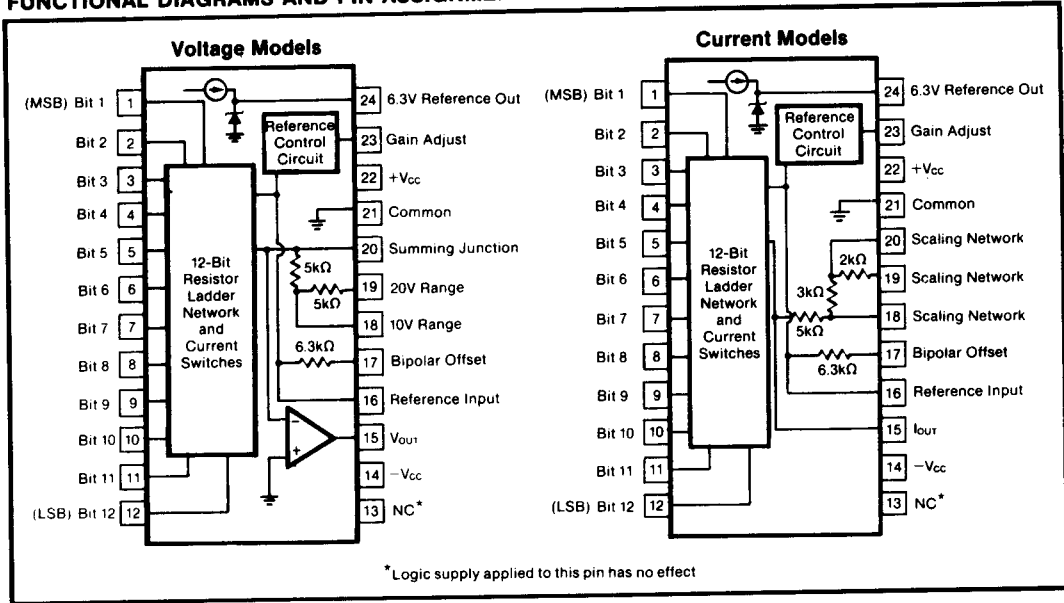 FUNCTIONAL DIAGRAMS AND PIN
Voltage Models
(MSB) Bit 1 1
Bit 2 2
Bit 3 3
Bit 4 4
Bit 5 5
Bit 6 6
Bit 7 7
Bit 8 8
Bit 9 9
Bit 10 10
Bit 11 11
(LSB) Bit 12 12
Reference
Control
Circuit
12-Bit
Resistor
Ladder
Network
and
Current
Switches
5kΩ
5kΩ
6.3kΩ
−
+
24 6.3V Reference Out
23 Gain Adjust
22 +Vcc
21 Common
20 Summing Junction
19 20V Range
18 10V Range
17 Bipolar Offset
16 Reference Input
15 VOUT
14 −Vcc
13 NC*
Current Models
(MSB) Bit 1 1
Bit 2 2
Bit 3 3
Bit 4 4
Bit 5 5
Bit 6 6
Bit 7 7
Bit 8 8
Bit 9 9
Bit 10 10
Bit 11 11
(LSB) Bit 12 12
Reference
Control
Circuit
12-Bit
Resistor
Ladder
Network
and
Current
Switches
2kΩ
3kΩ
5kΩ
6.3kΩ
24 6.3V Reference Out
23 Gain Adjust
22 +Vcc
21 Common
20 Scaling Network
19 Scaling Network
18 Scaling Network
17 Bipolar Offset
16 Reference Input
15 IOUT
14 −Vcc
13 NC*
*Logic supply applied to this pin has no effect